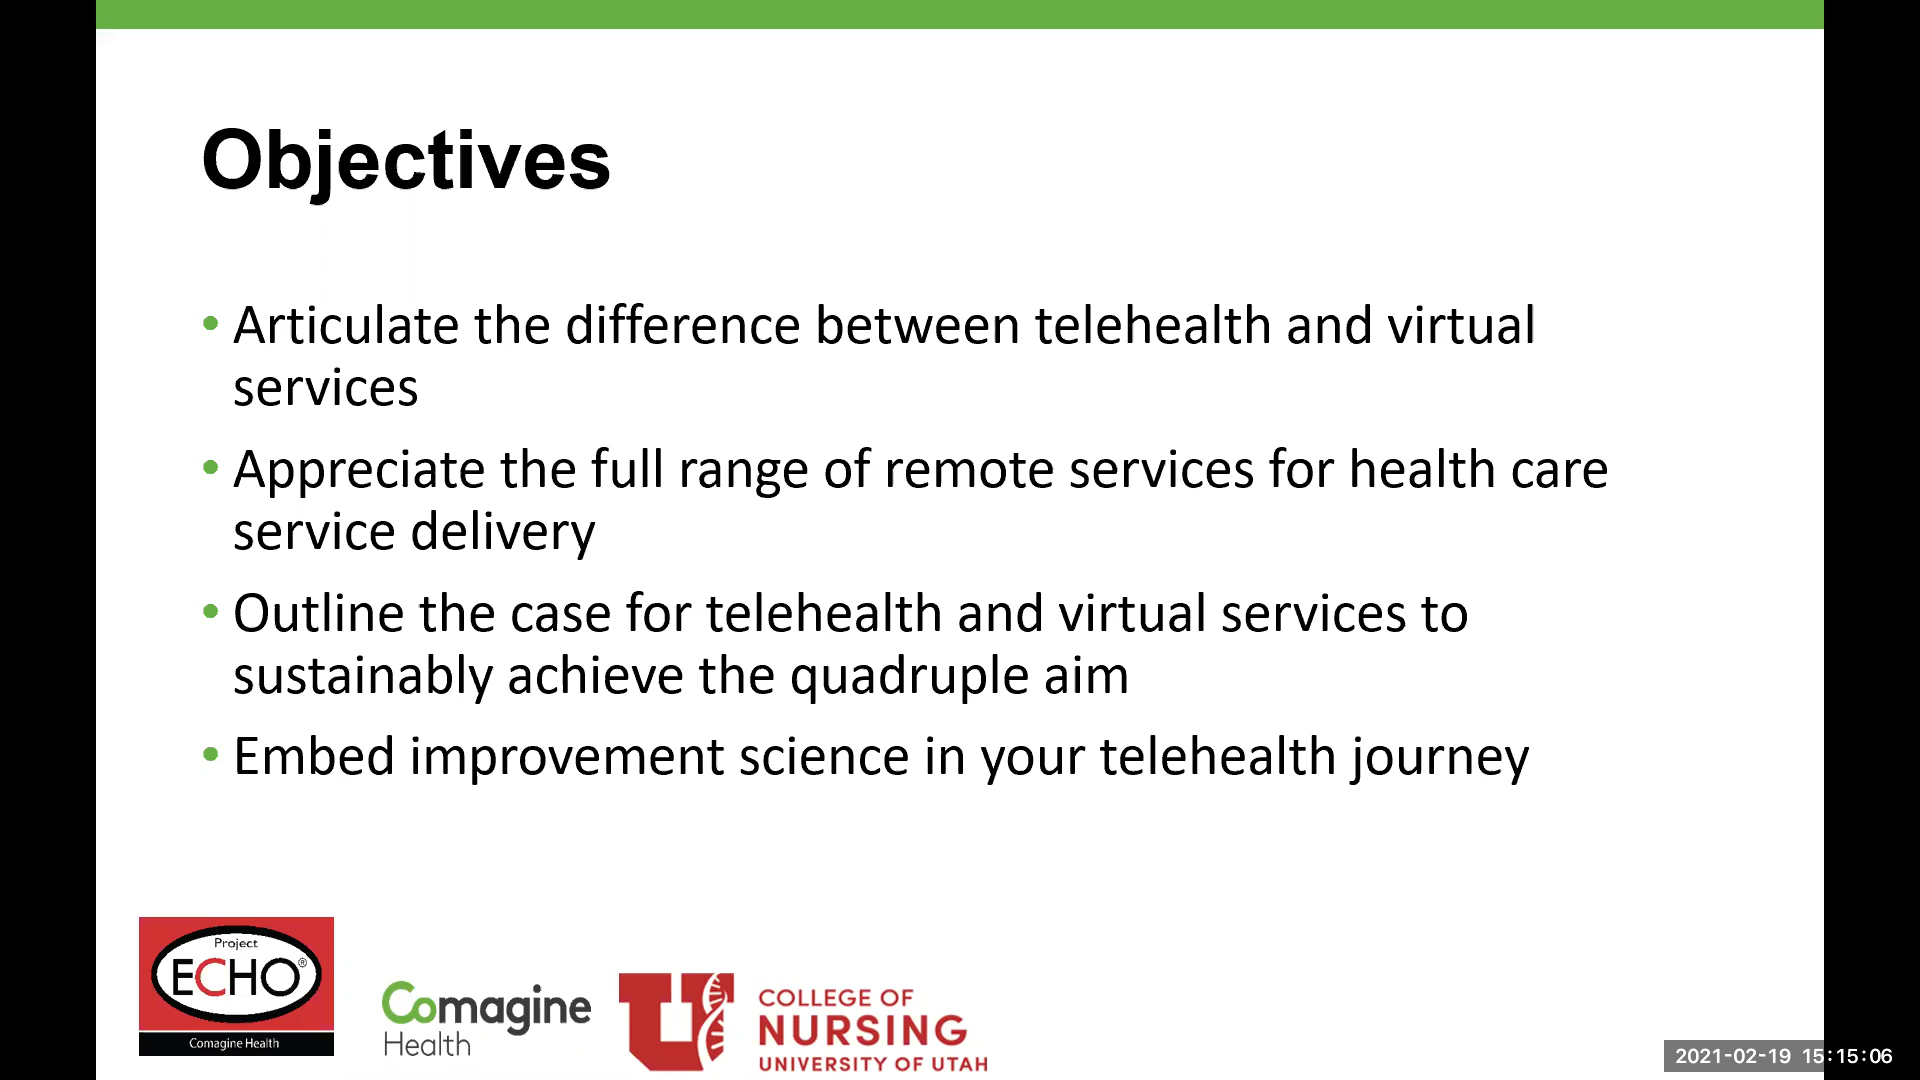 Objectives
• Articulate the difference between telehealth and virtual
services
• Appreciate the full range of remote services for health care
service delivery
• Outline the case for telehealth and virtual services to
sustainably achieve the quadruple aim
• Embed improvement science in your telehealth journey
Project
ECHO®
Comagine Health
Comagine
Health
U
COLLEGE OF
NURSING
UNIVERSITY OF UTAH
2021-02-19 15:15:06